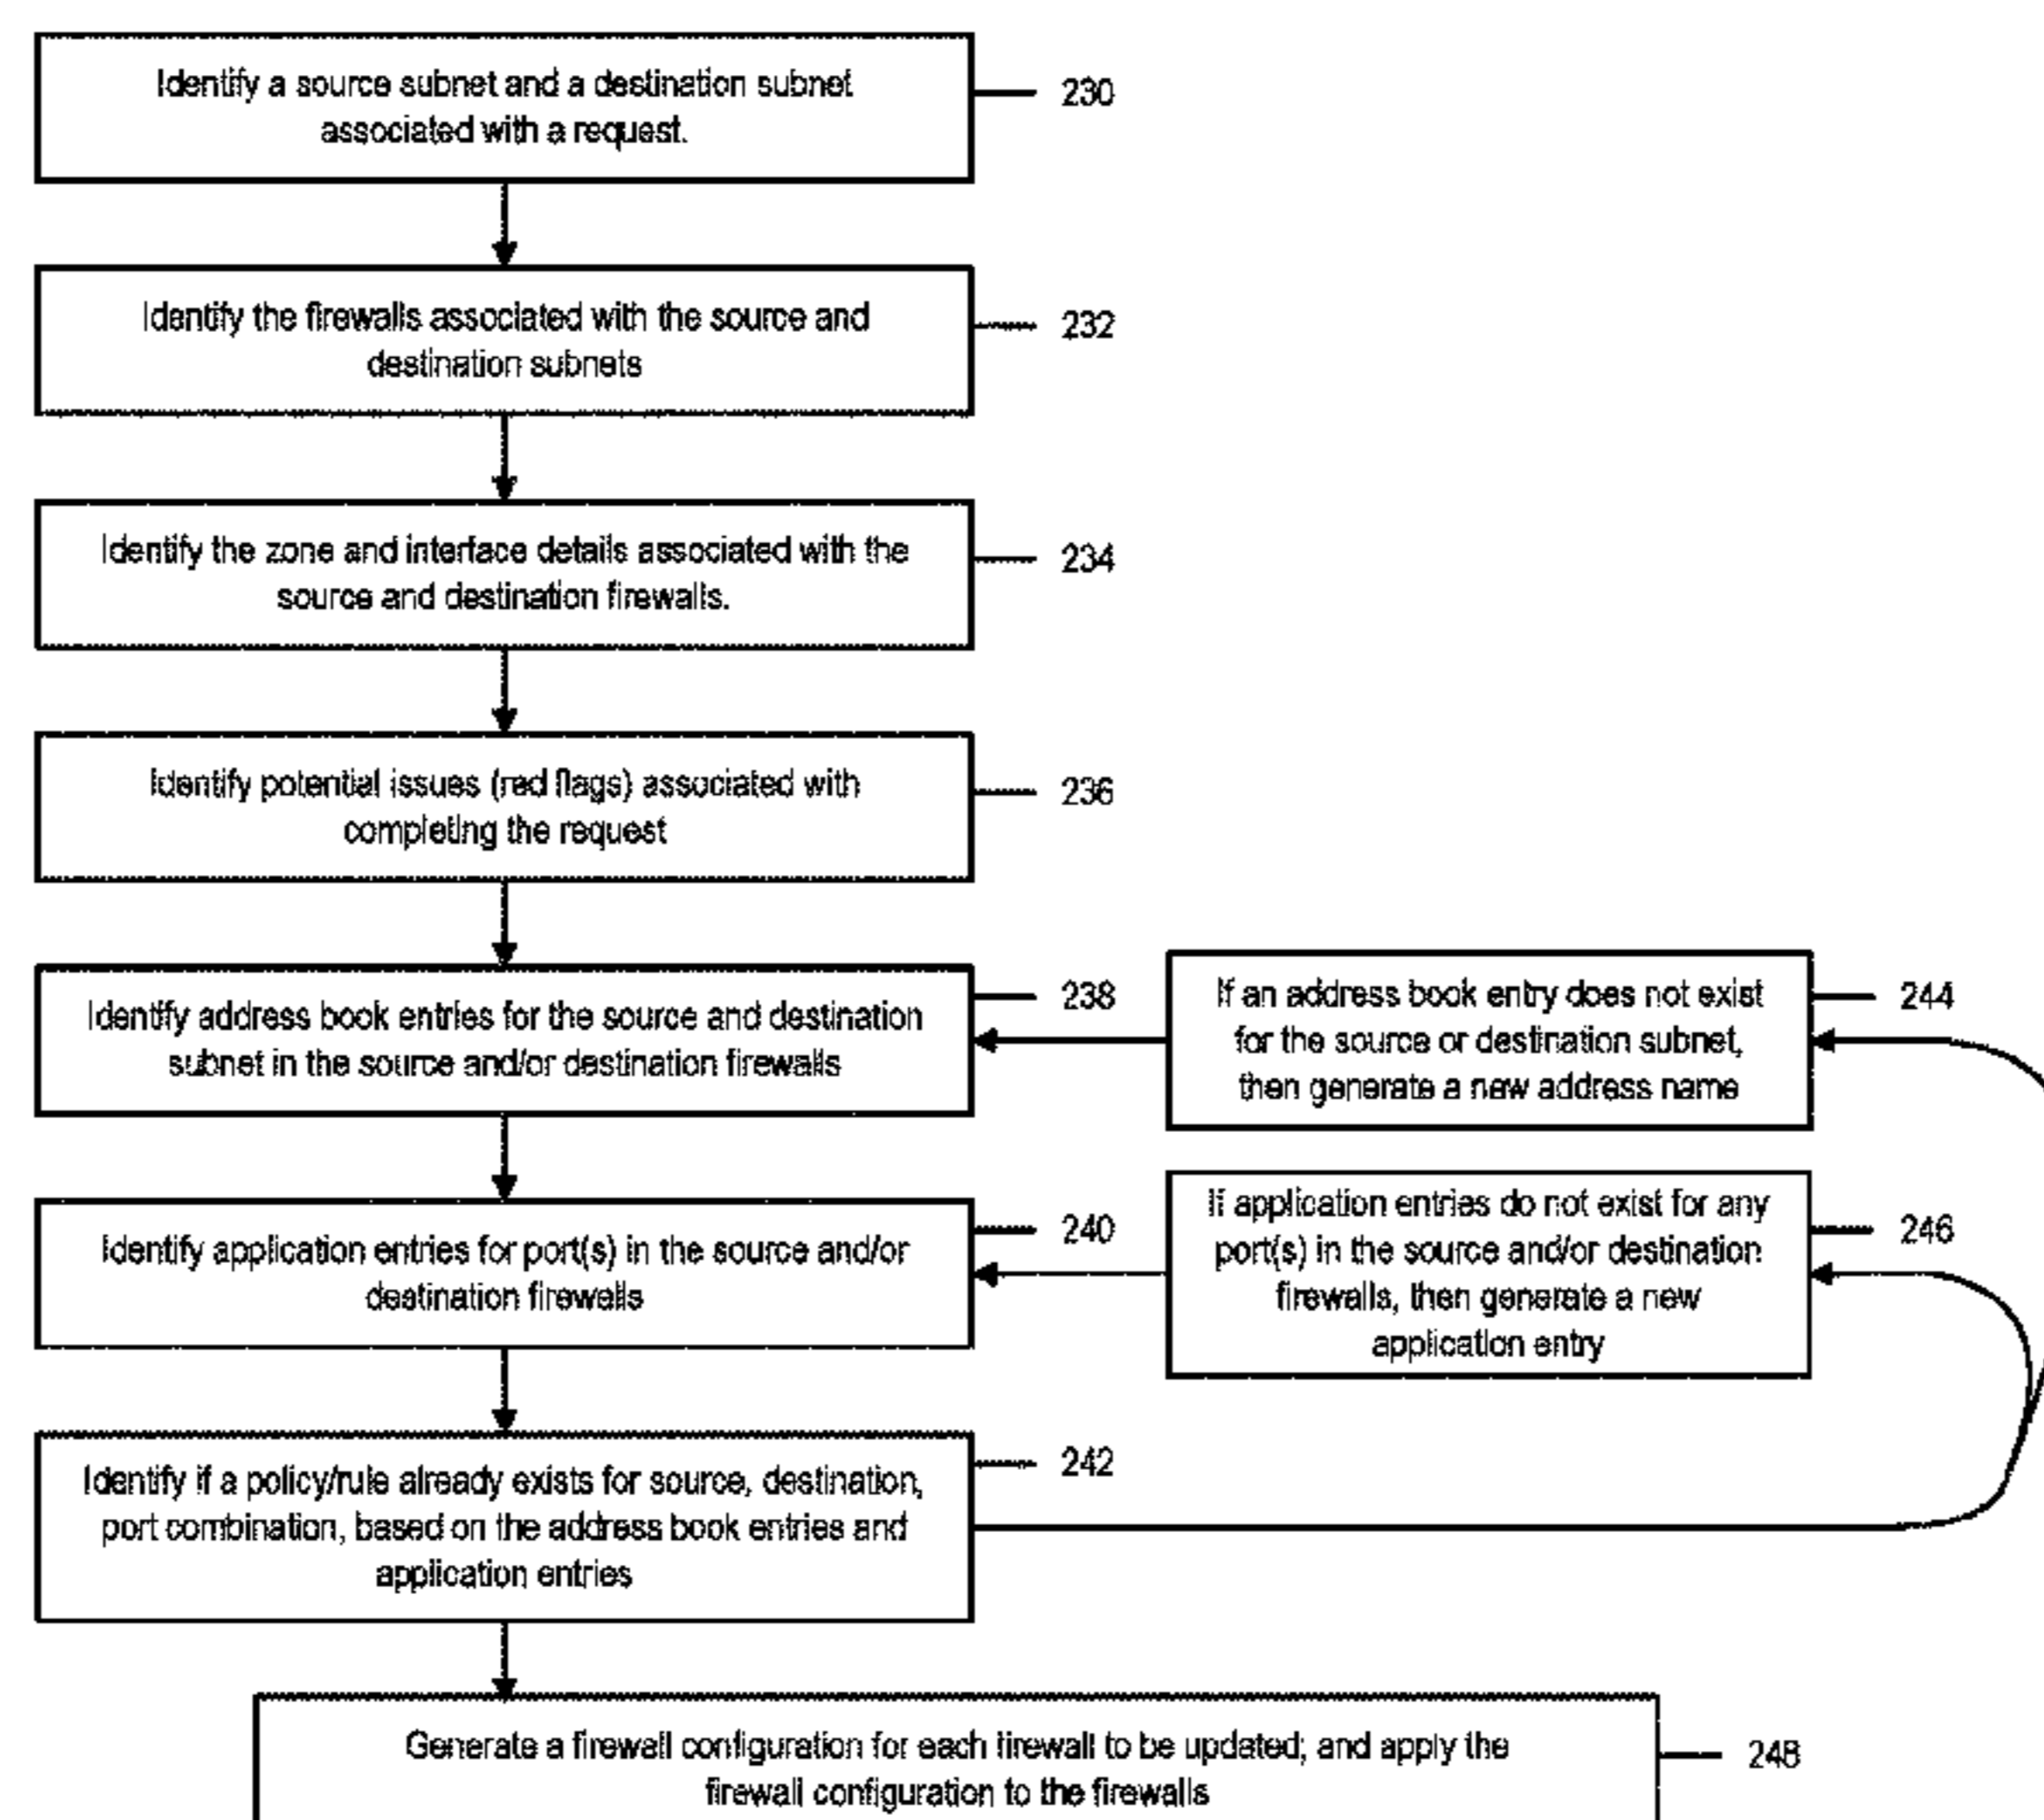 Identify a source subnet and a destination subnet
associated with a request.
230
Identify the firewalls associated with the source and
destination subnets
232
Identify the zone and interface details associated with the
source and destination firewalls.
234
Identify potential issues (red flags) associated with
completing the request
236
Identify address book entries for the source and destination
subnet in the source and/or destination firewalls
238
If an address book entry does not exist
for the source or destination subnet,
then generate a new address name
244
Identify application entries for port(s) in the source and/or
destination firewalls
240
If application entries do not exist for any
port(s) in the source and/or destination
firewalls, then generate a new
application entry
246
Identify if a policy/rule already exists for source, destination,
port combination, based on the address book entries and
application entries
242
Generate a firewall configuration for each firewall to be updated; and apply the
firewall configuration to the firewalls
248